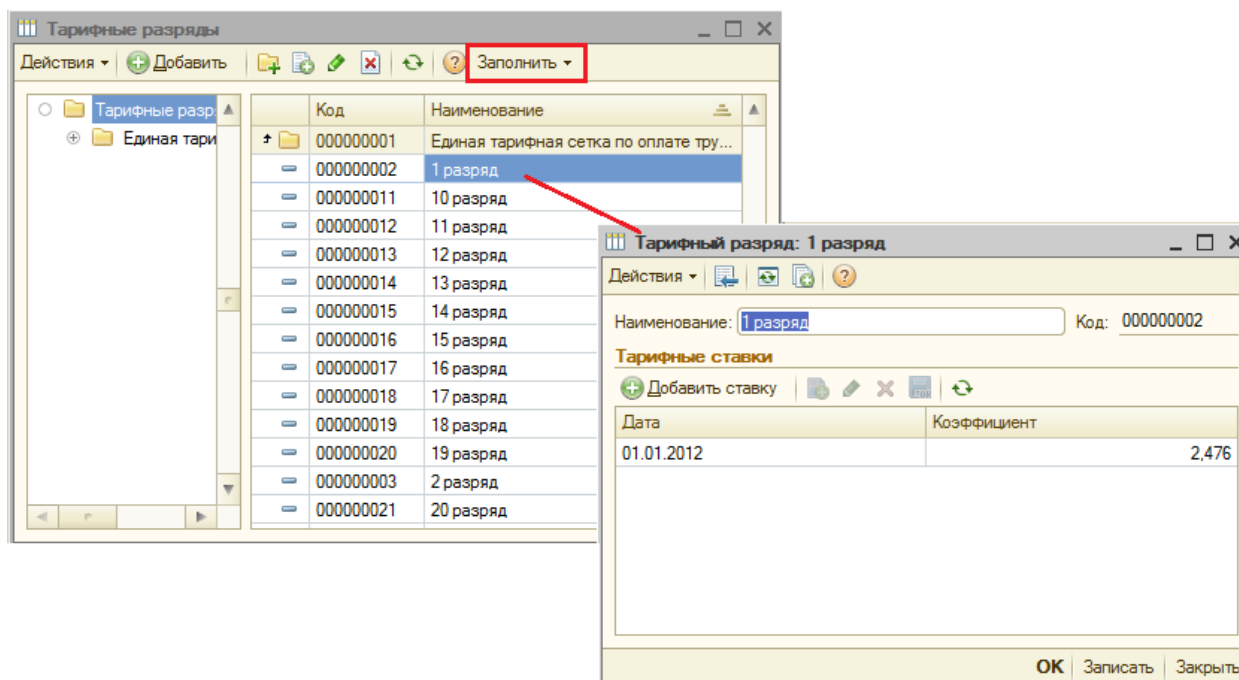 Тарифные разряды
Действия Добавить Заполнить
Тарифные разр
Единая тари
Код Наименование
000000001 Единая тарифная сетка по оплате тру...
000000002 1 разряд
000000011 10 разряд
000000012 11 разряд
000000013 12 разряд
000000014 13 разряд
000000015 14 разряд
000000016 15 разряд
000000017 16 разряд
000000018 17 разряд
000000019 18 разряд
000000020 19 разряд
000000003 2 разряд
000000021 20 разряд
Тарифный разряд: 1 разряд
Действия
Наименование: 1 разряд Код: 000000002
Тарифные ставки
Добавить ставку
Дата Коэффициент
01.01.2012 2,476
OK Записать Закрыть